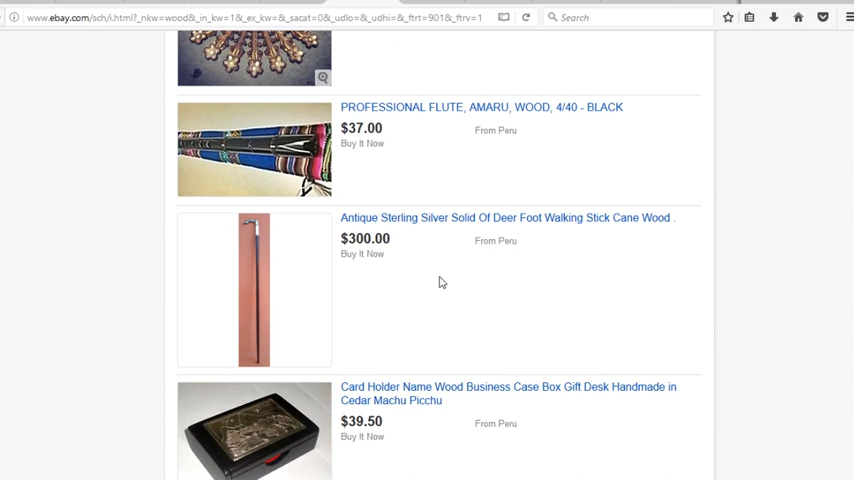 www.ebay.com/sch/i.html?_nkw=wood&_in_kw=1&_ex_kw=&_sacat=0&_udlo=&_udhi=&_ftrt=901&_ftrv=1
Search
PROFESSIONAL FLUTE, AMARU, WOOD, 4/40 - BLACK
$37.00
From Peru
Buy It Now
Antique Sterling Silver Solid Of Deer Foot Walking Stick Cane Wood .
$300.00
From Peru
Buy It Now
Card Holder Name Wood Business Case Box Gift Desk Handmade in
Cedar Machu Picchu
$39.50
From Peru
Buy It Now